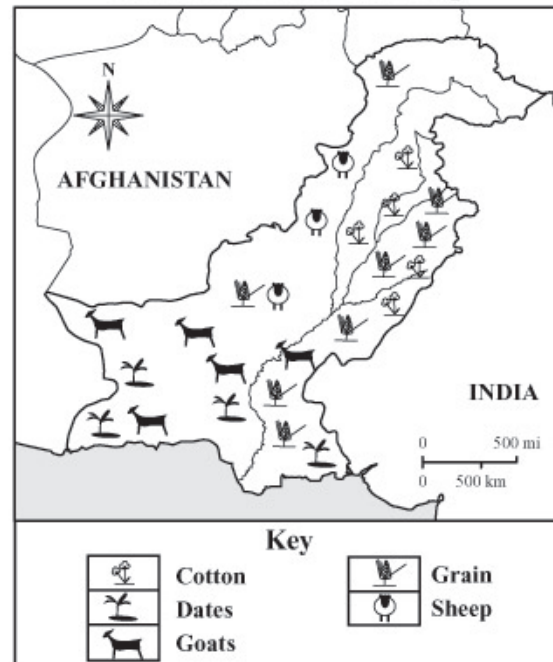 N
AFGHANISTAN
INDIA
0 500 mi
0 500 km
Key
Cotton
Dates
Goats
Grain
Sheep